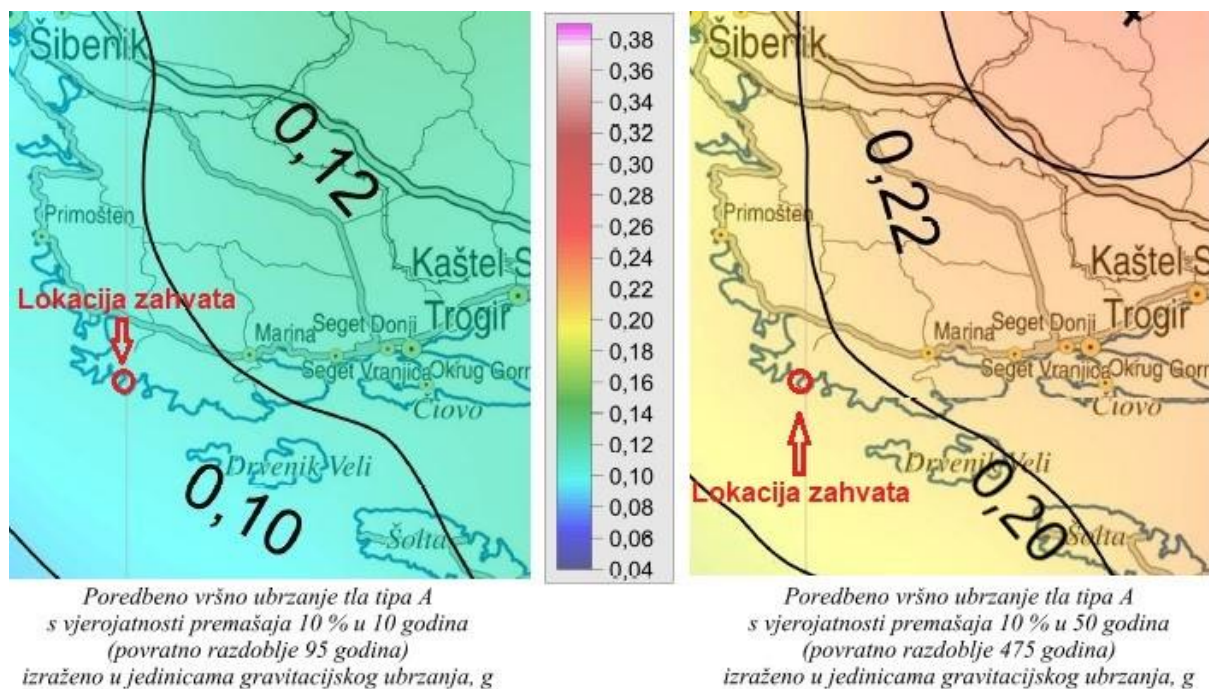 Šibenik
0,12
Primošten
Kaštel S
Lokacija zahvata
Trogir
Marina
Seget Donji
Seget Vranjica
Okrug Gorn
Čiovo
Drvenik Veli
0,10
Šolta
Poredbeno vršno ubrzanje tla tipa A
s vjerojatnosti premašaja 10 % u 10 godina
(povratno razdoblje 95 godina)
izraženo u jedinicama gravitacijskog ubrzanja, g
0,38
0,36
0,34
0,32
0,30
0,28
0,26
0,24
0,22
0,20
0,18
0,16
0,14
0,12
0,10
0,08
0,06
0,04
Šibenik
0,22
Primošten
Kaštel S
Trogir
Marina
Seget Donji
Seget Vranjica
Okrug Gorn
Čiovo
Drvenik Veli
Lokacija zahvata
0,20
Šolta
Poredbeno vršno ubrzanje tla tipa A
s vjerojatnosti premašaja 10 % u 50 godina
(povratno razdoblje 475 godina)
izraženo u jedinicama gravitacijskog ubrzanja, g